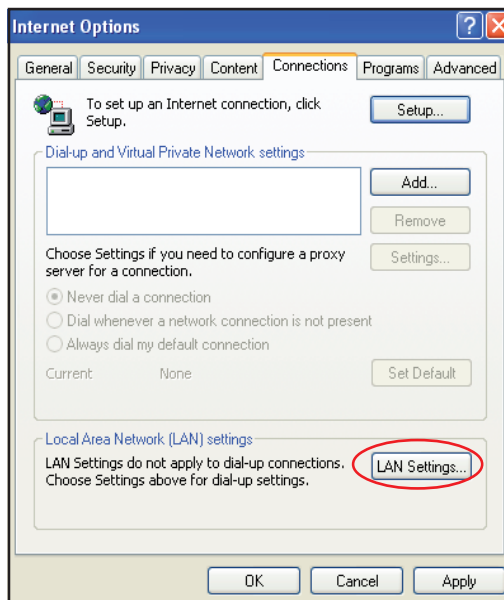 Internet Options
General Security Privacy Content Connections Programs Advanced
To set up an Internet connection, click
Setup.
Setup...
Dial-up and Virtual Private Network settings
Add...
Remove
Choose Settings if you need to configure a proxy
server for a connection.
Settings...
Never dial a connection
Dial whenever a network connection is not present
Always dial my default connection
Current None
Set Default
Local Area Network (LAN) settings
LAN Settings do not apply to dial-up connections.
Choose Settings above for dial-up settings.
LAN Settings...
OK Cancel Apply